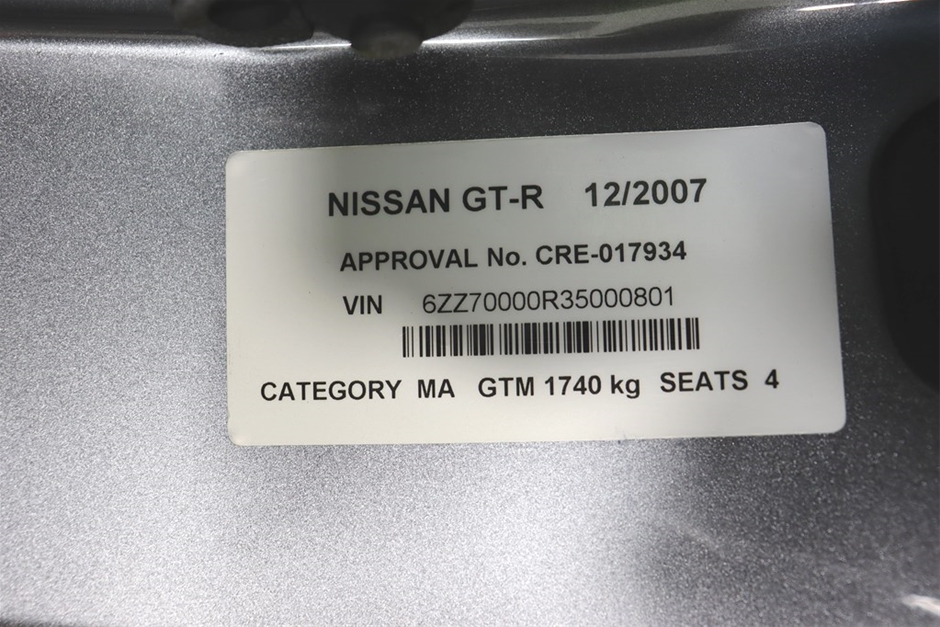 NISSAN GT-R 12/2007
APPROVAL No. CRE-017934
VIN 6ZZ70000R35000801
CATEGORY MA GTM 1740 kg SEATS 4